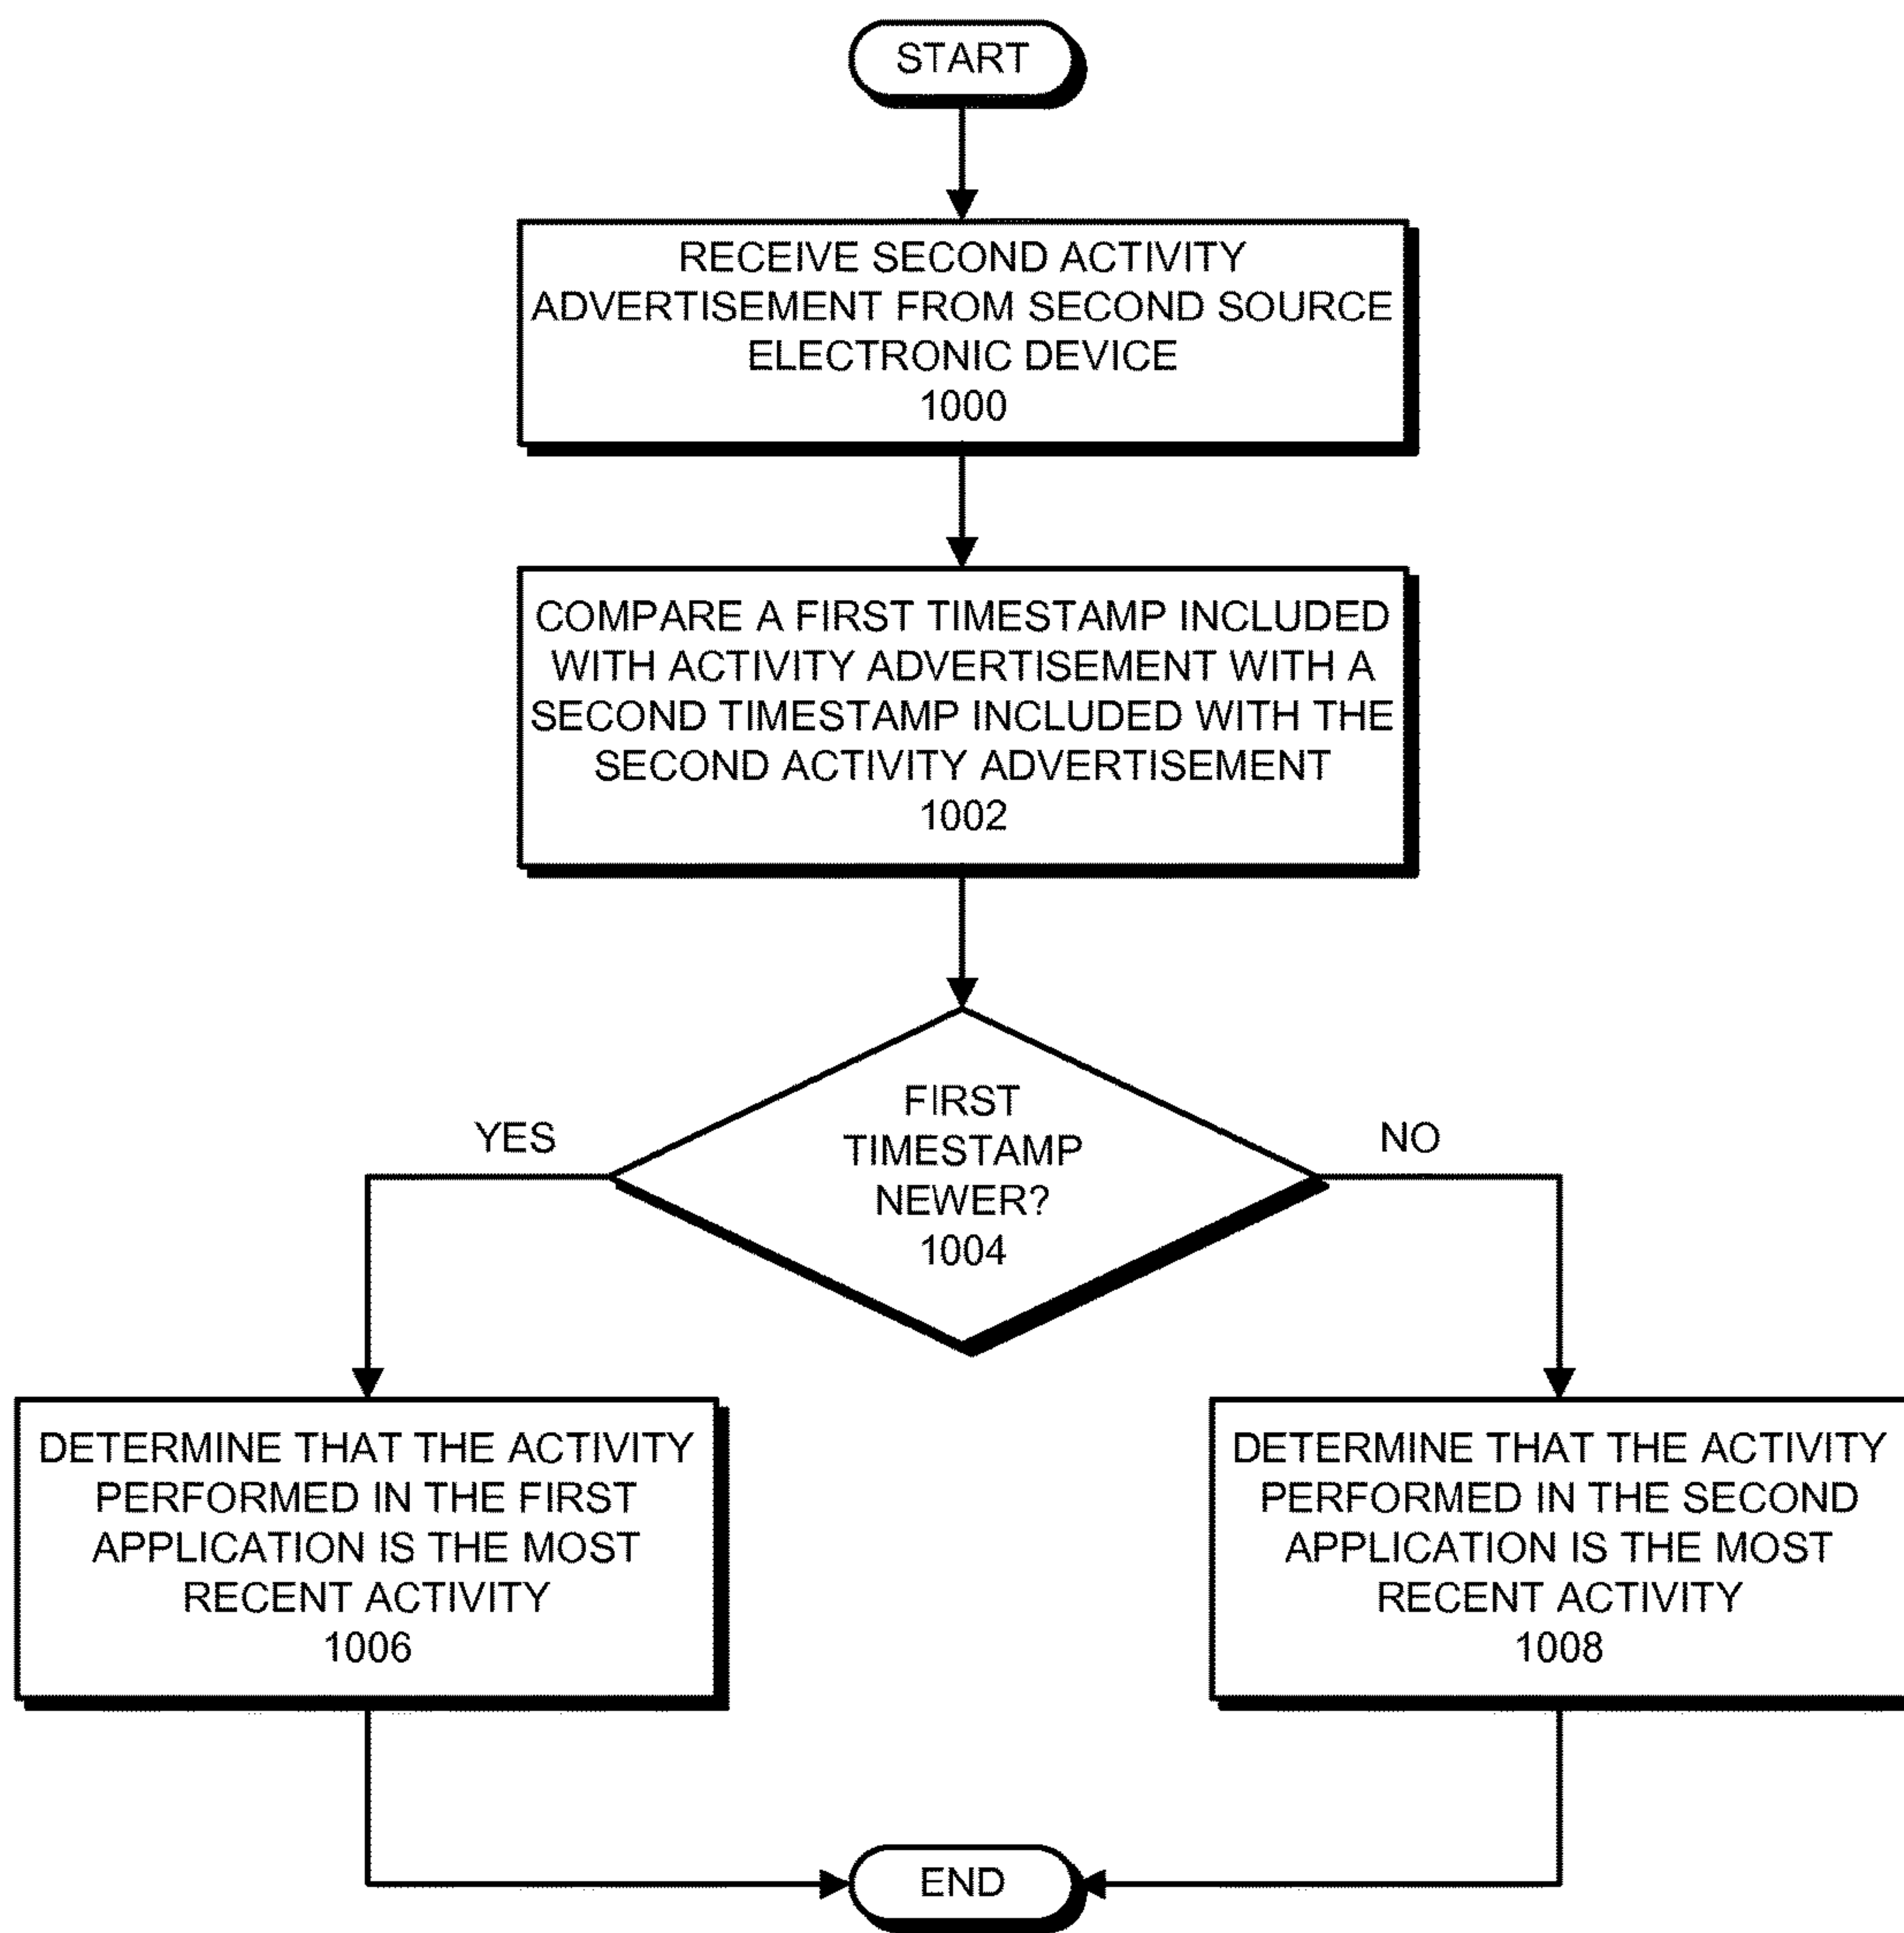 START
RECEIVE SECOND ACTIVITY
ADVERTISEMENT FROM SECOND SOURCE
ELECTRONIC DEVICE
1000
COMPARE A FIRST TIMESTAMP INCLUDED
WITH ACTIVITY ADVERTISEMENT WITH A
SECOND TIMESTAMP INCLUDED WITH THE
SECOND ACTIVITY ADVERTISEMENT
1002
FIRST
TIMESTAMP
NEWER?
1004
YES
NO
DETERMINE THAT THE ACTIVITY
PERFORMED IN THE FIRST
APPLICATION IS THE MOST
RECENT ACTIVITY
1006
DETERMINE THAT THE ACTIVITY
PERFORMED IN THE SECOND
APPLICATION IS THE MOST
RECENT ACTIVITY
1008
END